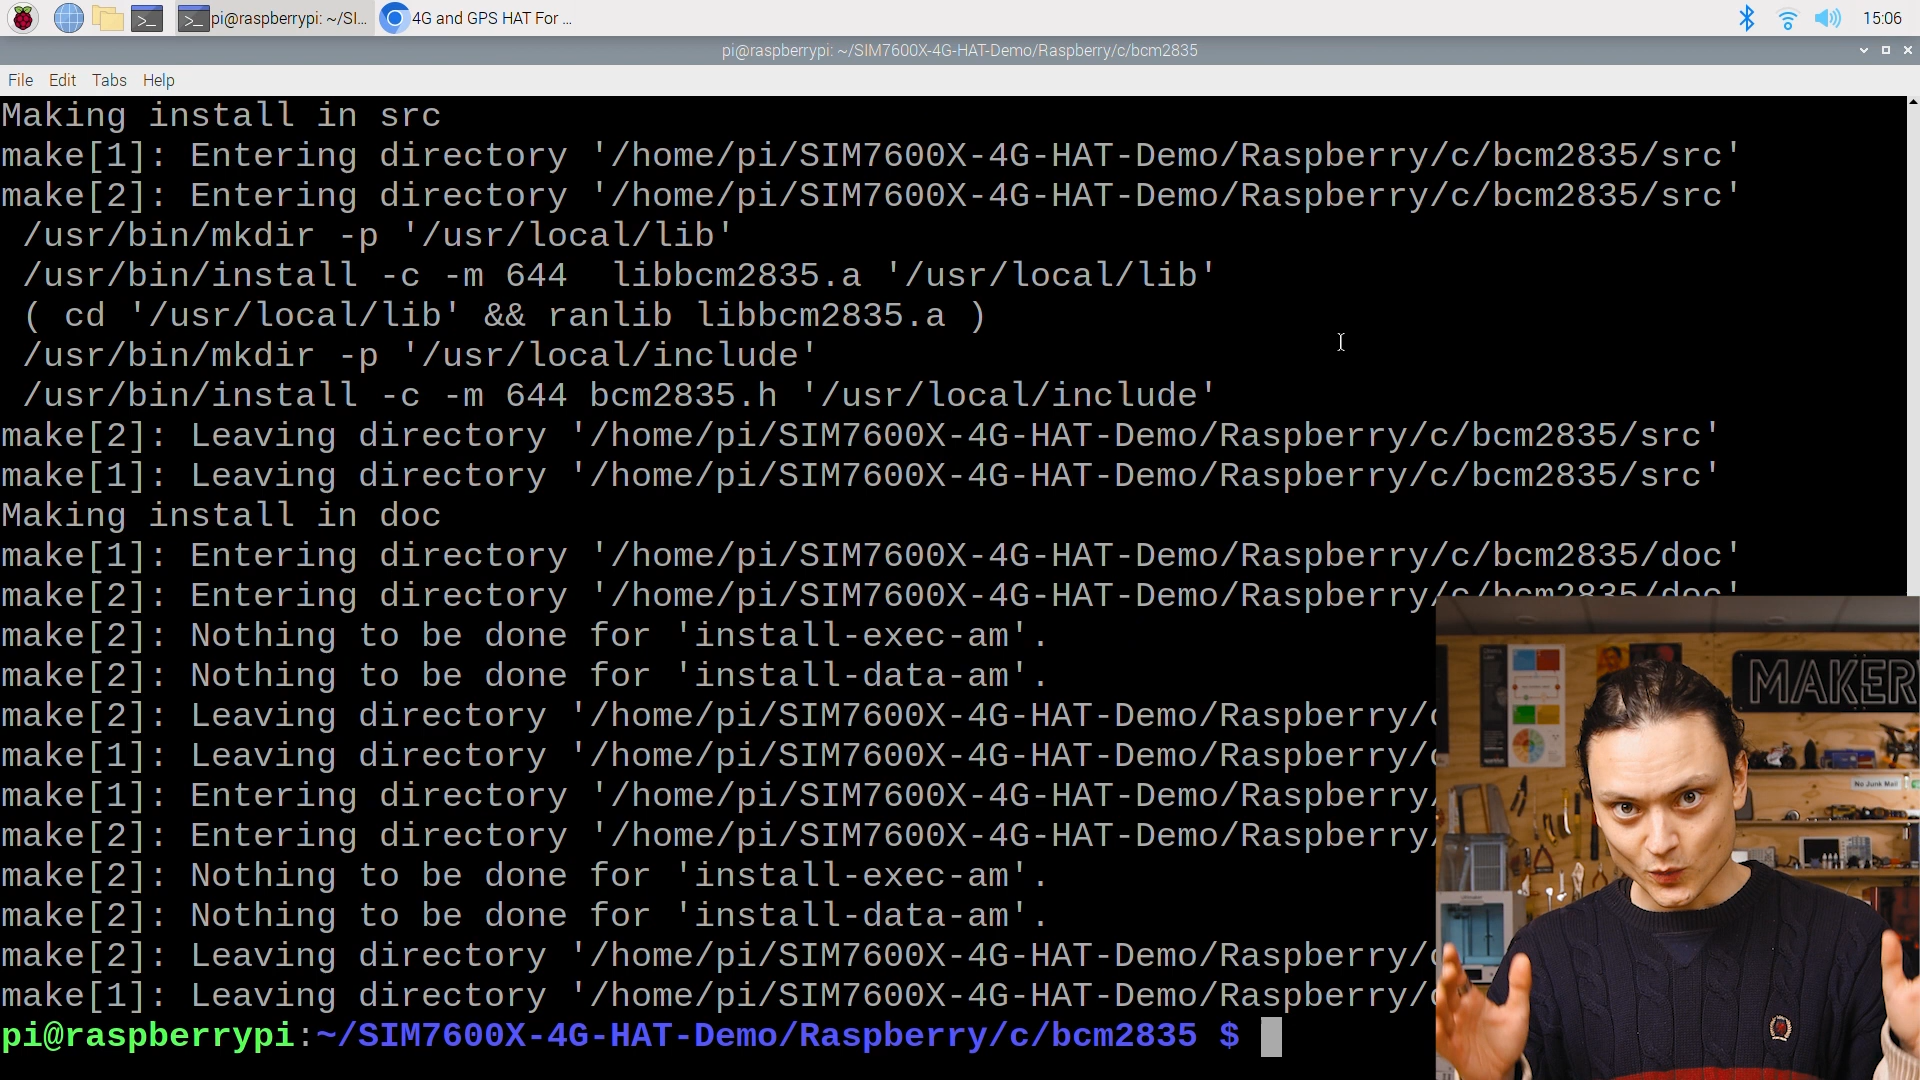 pi@raspberrypi: ~/SI...
4G and GPS HAT For ...
15:06
pi@raspberrypi: ~/SIM7600X-4G-HAT-Demo/Raspberry/c/bcm2835
File Edit Tabs Help
Making install in src
make[1]: Entering directory '/home/pi/SIM7600X-4G-HAT-Demo/Raspberry/c/bcm2835/src'
make[2]: Entering directory '/home/pi/SIM7600X-4G-HAT-Demo/Raspberry/c/bcm2835/src'
/usr/bin/mkdir -p '/usr/local/lib'
/usr/bin/install -c -m 644  libbcm2835.a '/usr/local/lib'
( cd '/usr/local/lib' && ranlib libbcm2835.a )
/usr/bin/mkdir -p '/usr/local/include'
/usr/bin/install -c -m 644 bcm2835.h '/usr/local/include'
make[2]: Leaving directory '/home/pi/SIM7600X-4G-HAT-Demo/Raspberry/c/bcm2835/src'
make[1]: Leaving directory '/home/pi/SIM7600X-4G-HAT-Demo/Raspberry/c/bcm2835/src'
Making install in doc
make[1]: Entering directory '/home/pi/SIM7600X-4G-HAT-Demo/Raspberry/c/bcm2835/doc'
make[2]: Entering directory '/home/pi/SIM7600X-4G-HAT-Demo/Raspberry/c/bcm2835/doc'
make[2]: Nothing to be done for 'install-exec-am'.
make[2]: Nothing to be done for 'install-data-am'.
make[2]: Leaving directory '/home/pi/SIM7600X-4G-HAT-Demo/Raspberry/
make[1]: Leaving directory '/home/pi/SIM7600X-4G-HAT-Demo/Raspberry/
make[1]: Entering directory '/home/pi/SIM7600X-4G-HAT-Demo/Raspberry/
make[2]: Entering directory '/home/pi/SIM7600X-4G-HAT-Demo/Raspberry/
make[2]: Nothing to be done for 'install-exec-am'.
make[2]: Nothing to be done for 'install-data-am'.
make[2]: Leaving directory '/home/pi/SIM7600X-4G-HAT-Demo/Raspberry/
make[1]: Leaving directory '/home/pi/SIM7600X-4G-HAT-Demo/Raspberry/
pi@raspberrypi:~/SIM7600X-4G-HAT-Demo/Raspberry/c/bcm2835 $
MAKER
No Junk Mail